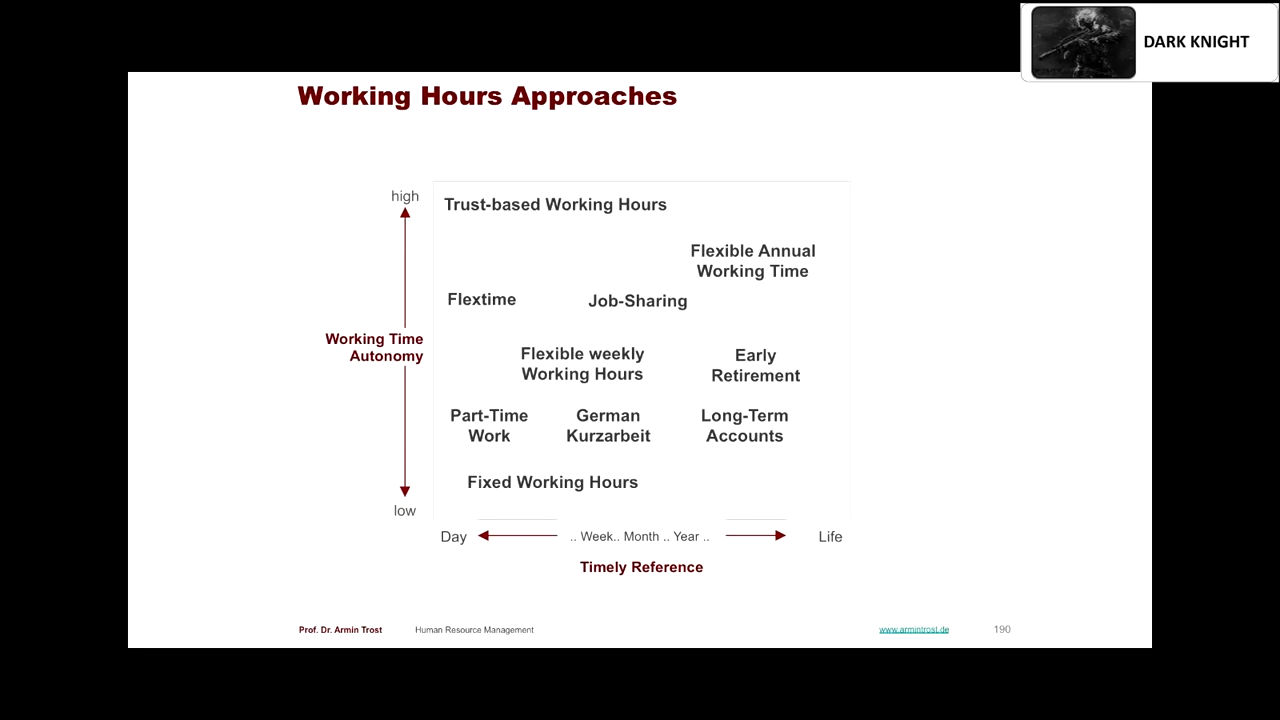 DARK KNIGHT
Working Hours Approaches
high
Trust-based Working Hours
Flexible Annual
Working Time
Flextime
Job-Sharing
Working Time
Autonomy
Flexible weekly
Working Hours
Early
Retirement
Part-Time
Work
German
Kurzarbeit
Long-Term
Accounts
Fixed Working Hours
low
Day
.. Week.. Month .. Year ..
Life
Timely Reference
Prof. Dr. Armin Trost
Human Resource Management
www.armintrost.de
190